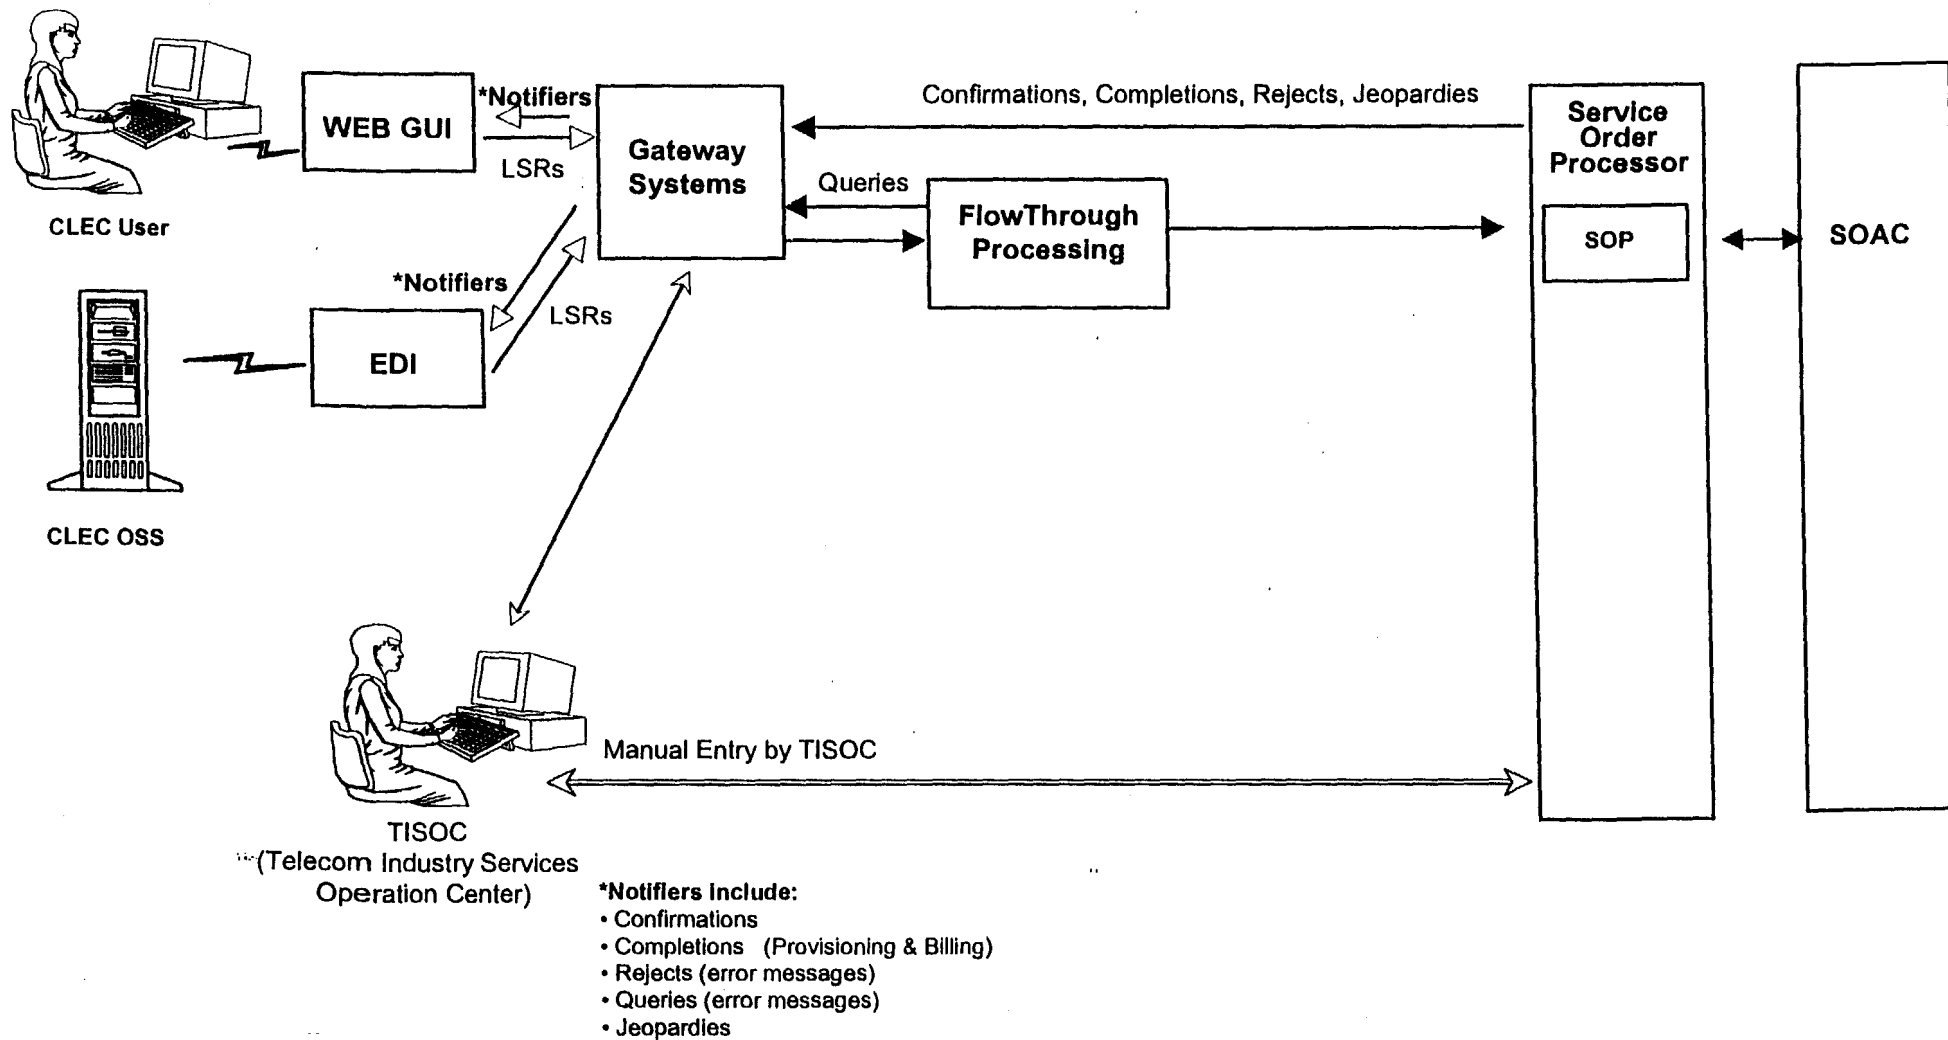 *Notifiers
WEB GUI
LSRs
CLEC User
Gateway
Systems
Confirmations, Completions, Rejects, Jeopardies
Queries
FlowThrough
Processing
Service
Order
Processor
SOP
SOAC
*Notifiers
LSRs
EDI
CLEC OSS
Manual Entry by TISOC
TISOC
(Telecom Industry Services
Operation Center)
*Notifiers include:
• Confirmations
• Completions (Provisioning & Billing)
• Rejects (error messages)
• Queries (error messages)
• Jeopardies